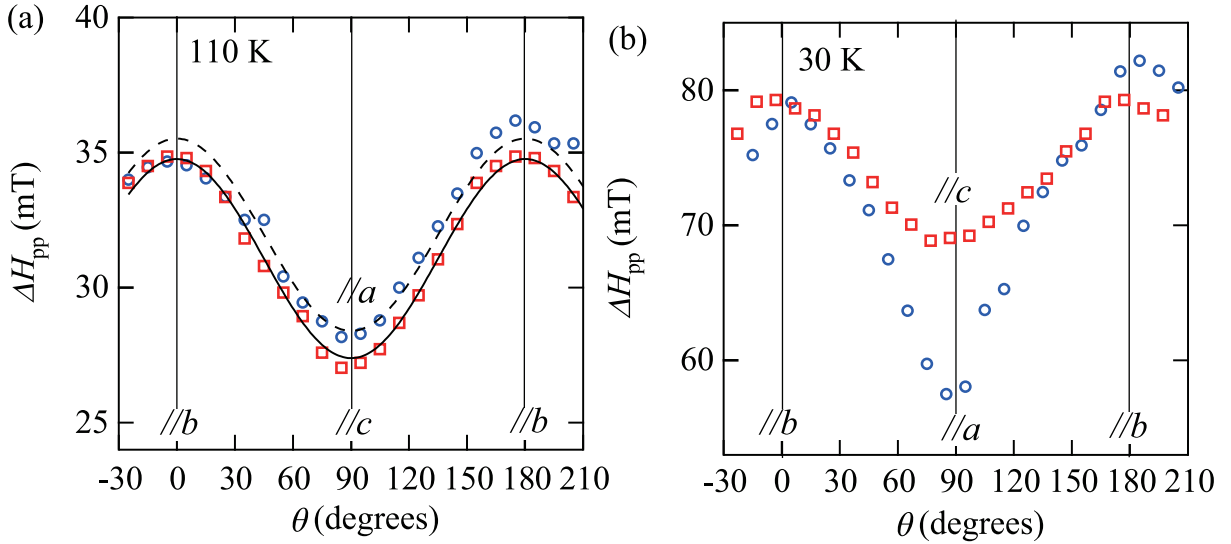 (a)
110 K
40
35
30
25
ΔHpp (mT)
//a
//b
//c
//b
-30 0 30 60 90 120 150 180 210
θ (degrees)
(b)
30 K
80
70
60
ΔHpp (mT)
//c
//b
//a
//b
-30 0 30 60 90 120 150 180 210
θ (degrees)